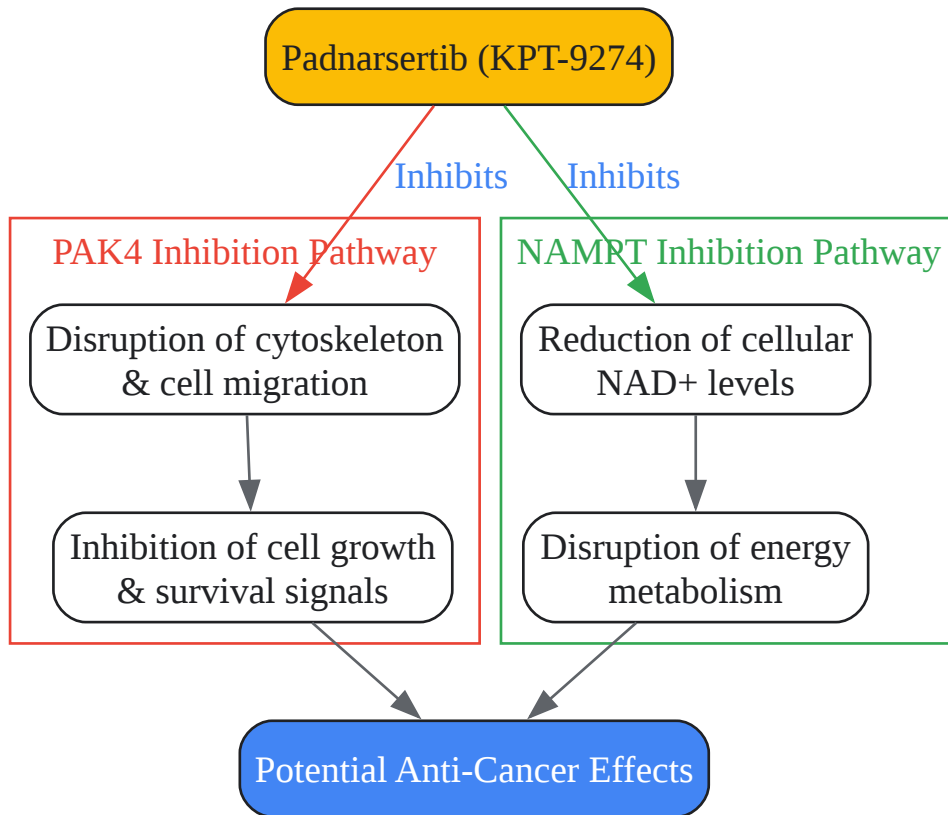 Padnarsertib (KPT-9274)
Inhibits
Inhibits
PAK4 Inhibition Pathway
NAMPT Inhibition Pathway
Disruption of cytoskeleton
& cell migration
Reduction of cellular
NAD+ levels
Inhibition of cell growth
& survival signals
Disruption of energy
metabolism
Potential Anti-Cancer Effects